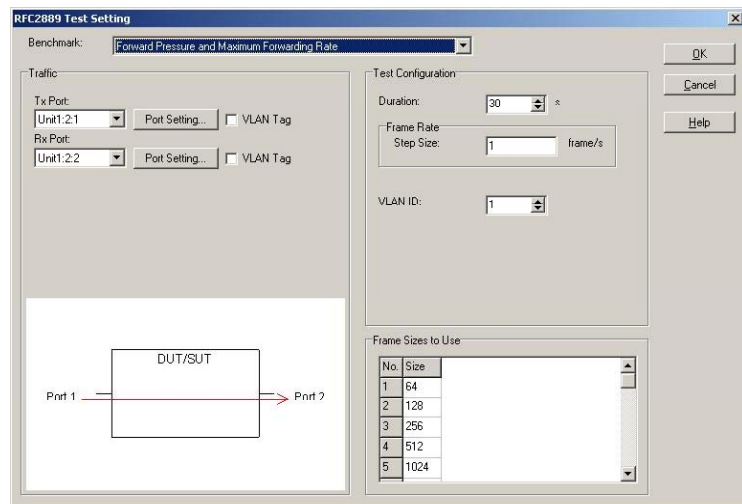 RFC2889 Test Setting
Benchmark: Forward Pressure and Maximum Forwarding Rate
OK
Cancel
Help
Traffic
Tx Port:
Unit1:2:1 Port Setting... VLAN Tag
Rx Port:
Unit1:2:2 Port Setting... VLAN Tag
DUT/SUT
Port 1 Port 2
Test Configuration
Duration: 30
Frame Rate
Step Size: 1 frame/s
VLAN ID: 1
Frame Sizes to Use
No. Size
1 64
2 128
3 256
4 512
5 1024